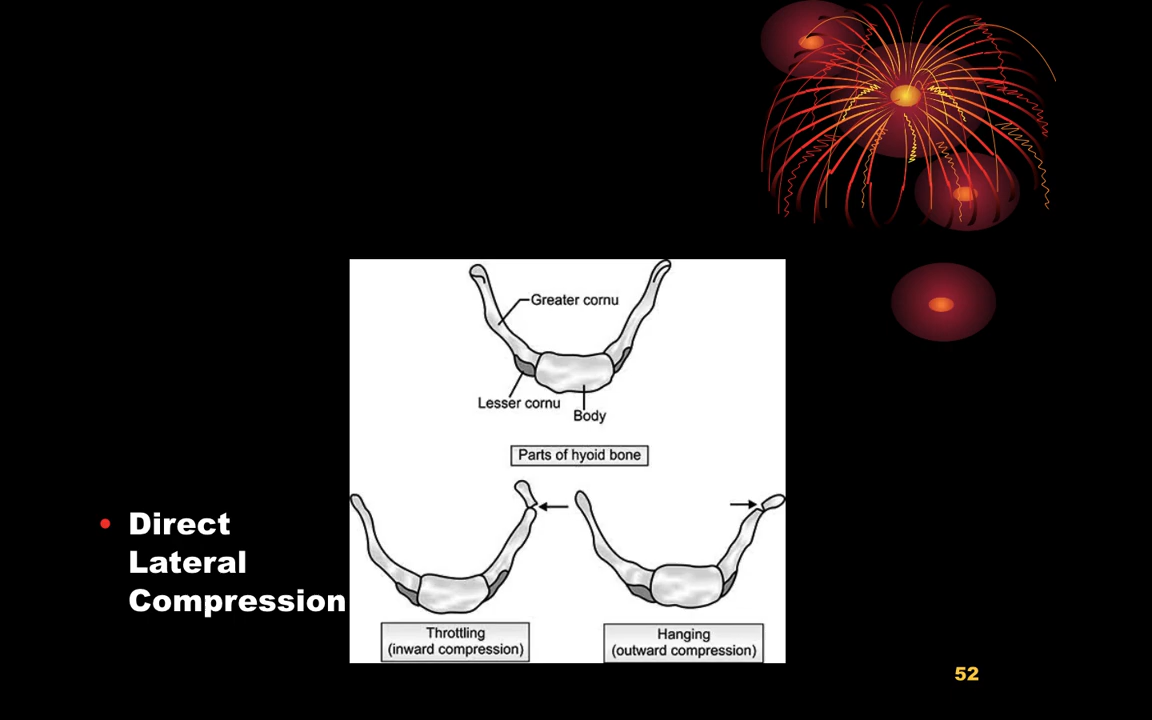 Greater cornu
Lesser cornu
Body
Parts of hyoid bone
• Direct
Lateral
Compression
Throttling
(inward compression)
Hanging
(outward compression)
52